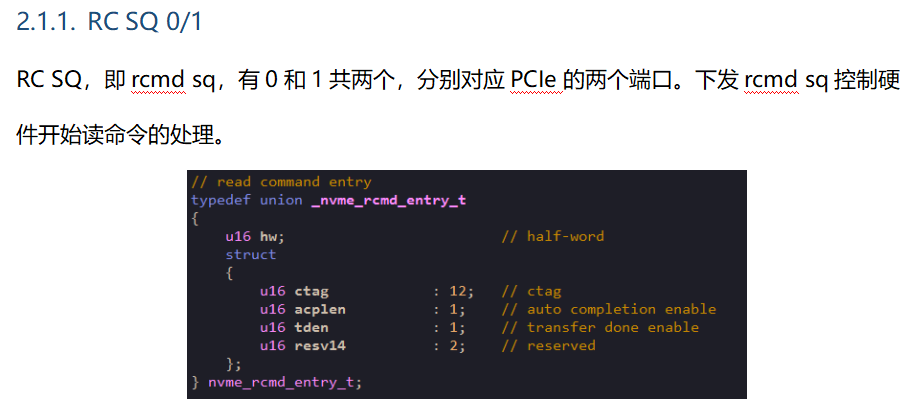 2.1.1. RC SQ 0/1
RC SQ，即 rcmd sq，有 0 和 1 共两个，分别对应 PCIe 的两个端口。下发 rcmd sq 控制硬
件开始读命令的处理。
// read command entry
typedef union _nvme_rcmd_entry_t
{
    u16 hw;                         // half-word
    struct
    {
        u16 ctag            : 12;   // ctag
        u16 acplen          : 1;    // auto completion enable
        u16 tden            : 1;    // transfer done enable
        u16 resv14          : 2;    // reserved
    };
} nvme_rcmd_entry_t;